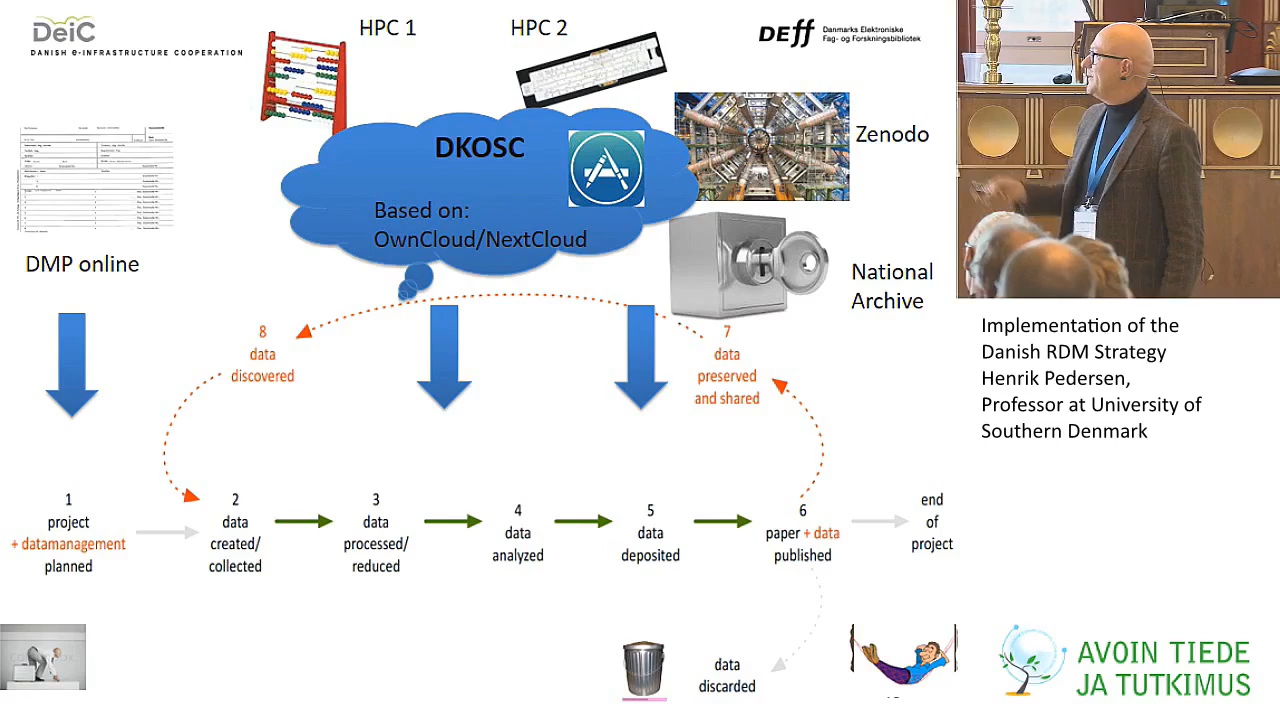 DeiC
DANISH e-INFRASTRUCTURE COOPERATION
HPC 1
HPC 2
DEff
Danmarks Elektroniske
Fag- og Forskningsbibliotek
DKOSC
Based on:
OwnCloud/NextCloud
Zenodo
National
Archive
DMP online
8
data
discovered
7
data
preserved
and shared
1
project
+ datamanagement
planned
2
data
created/
collected
3
data
processed/
reduced
4
data
analyzed
5
data
deposited
6
paper + data
published
end
of
project
data
discarded
Implementation of the
Danish RDM Strategy
Henrik Pedersen,
Professor at University of
Southern Denmark
AVOIN TIEDE
JA TUTKIMUS